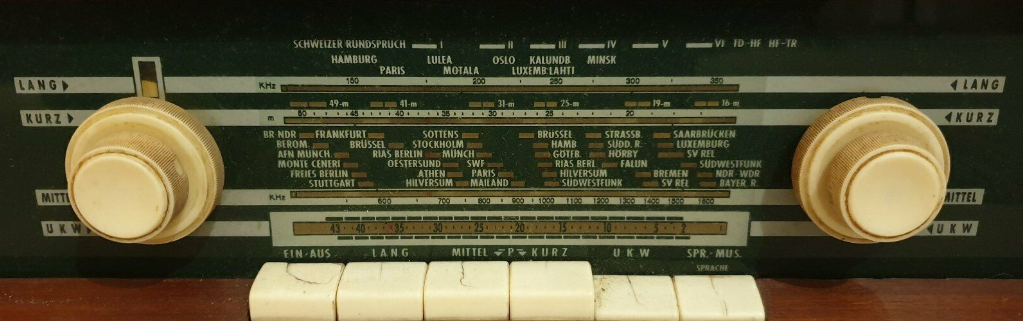 SCHWEIZER RUNDSPRUCH I II III IV V VI TD-HF HF-TR
HAMBURG LULEA OSLO KALUNDB MINSK
PARIS MOTALA LUXEMB. LAHTI
LANG KHz 150 200 250 300 350 LANG
49-m 41-m 31-m 25-m 19-m 16-m
KURZ m 50 45 40 35 30 25 20 KURZ
BR-NDR FRANKFURT SOTTENS BRÜSSEL STRASSB. SAARBRÜCKEN
BEROM. BRÜSSEL STOCKHOLM HAMB SÜDD. R. LUXEMBURG
AFN MÜNCH. RIAS BERLIN MÜNCH GÖTEB. HÖRBY SV REL
MONTE CENERI OESTERSUND SWF RIAS BERL FALUN SÜDWESTFUNK
FREIES BERLIN ATHEN PARIS HILVERSUM BREMEN NDR-WDR
STUTTGART HILVERSUM MAILAND SÜDWESTFUNK SV REL BAYER. R.
MITTEL KHz 600 700 800 900 1000 1200 1400 1600 MITTEL
UKW 43 40 35 30 25 20 15 10 5 2 UKW
EIN-AUS LANG MITTEL P KURZ UKW SPR.-MUS.
SPRACHE